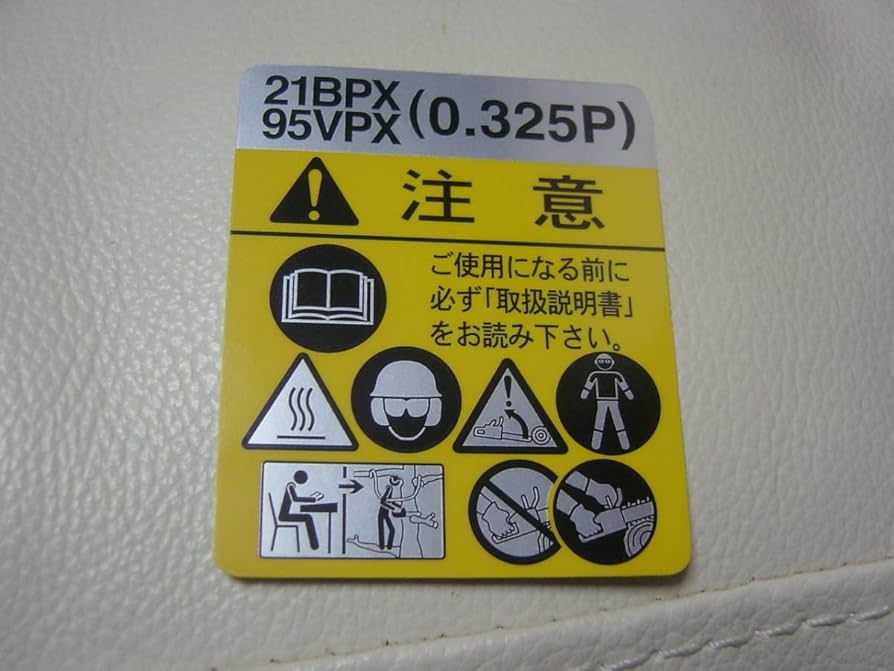 21BPX
95VPX (0.325P)
注意
ご使用になる前に
必ず「取扱説明書」
をお読み下さい。